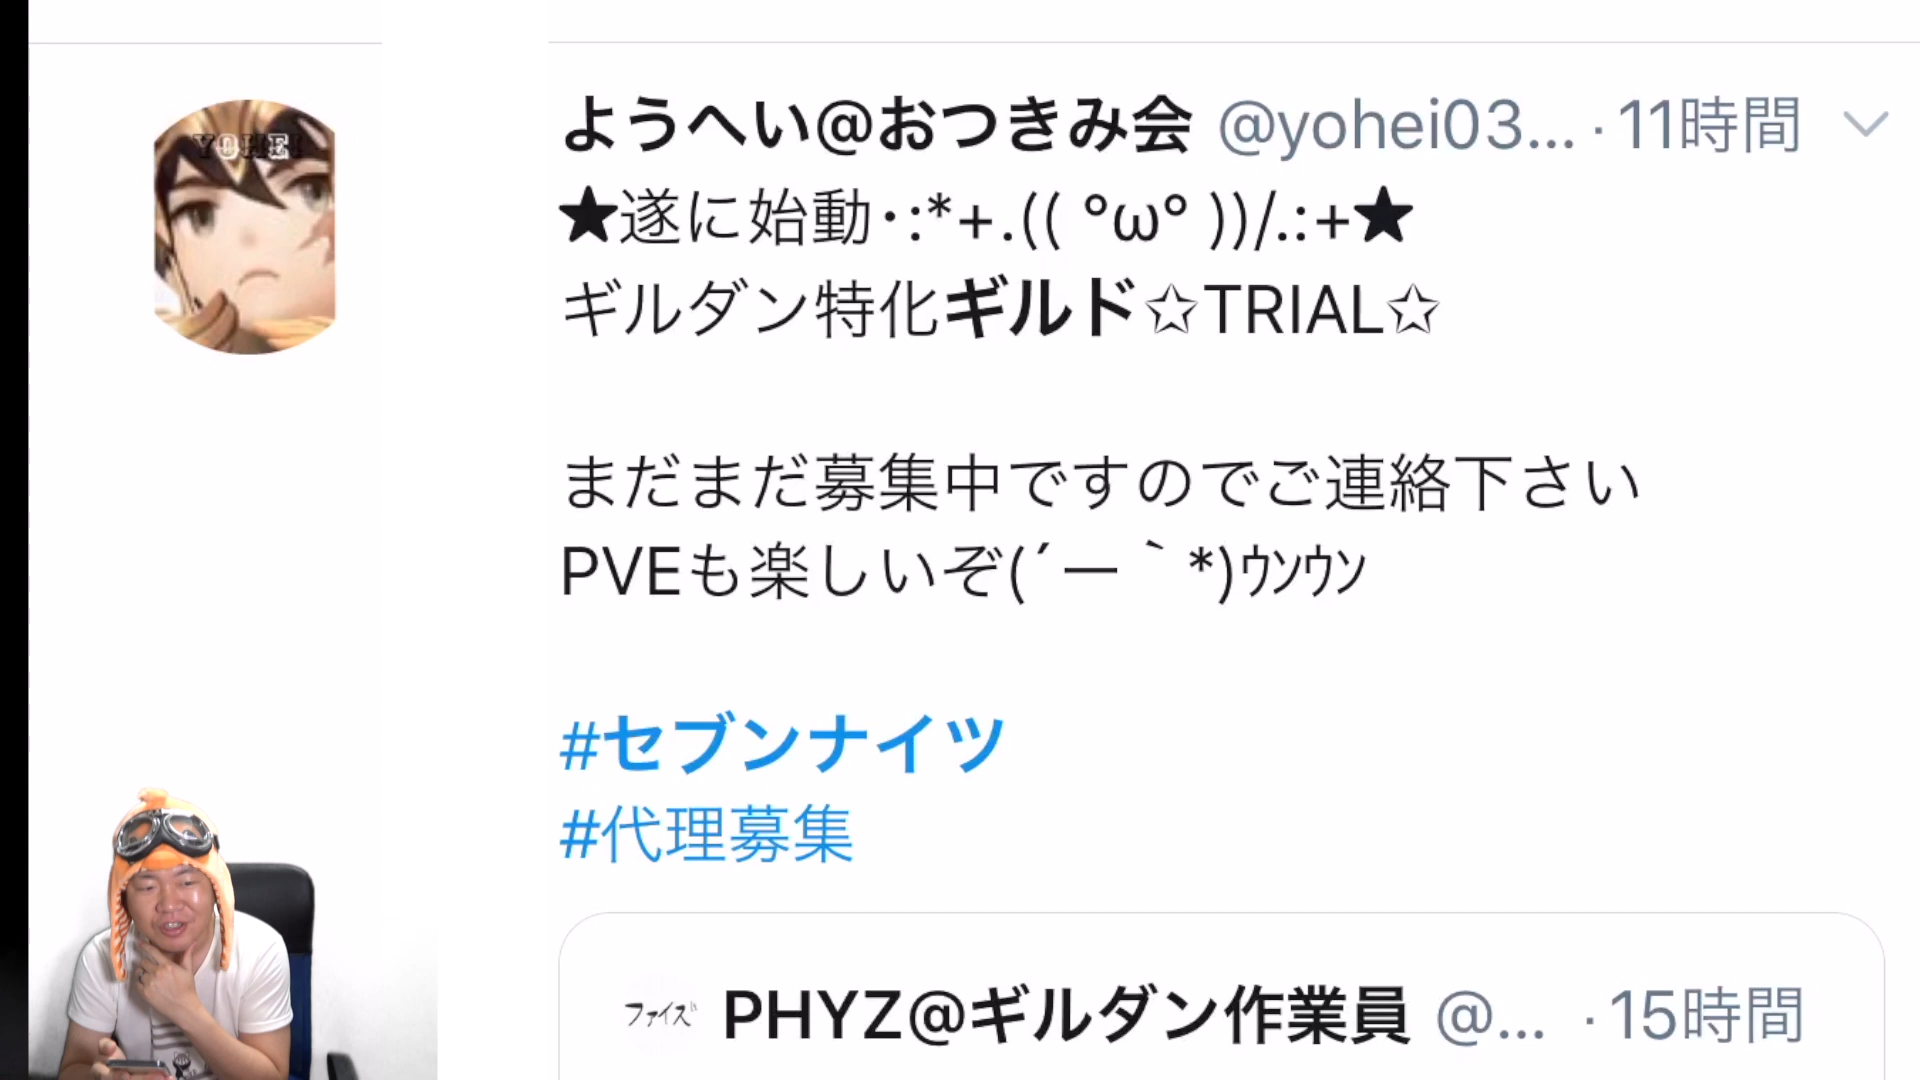 YOHEI
ようへい@おつきみ会 @yohei03... · 11時間
★遂に始動･:*+.(( °ω° ))/.:+★
ギルダン特化ギルド☆TRIAL☆
まだまだ募集中ですのでご連絡下さい
PVEも楽しいぞ(´ー｀*)ｳﾝｳﾝ
#セブンナイツ
#代理募集
ファイズ PHYZ@ギルダン作業員 @... · 15時間